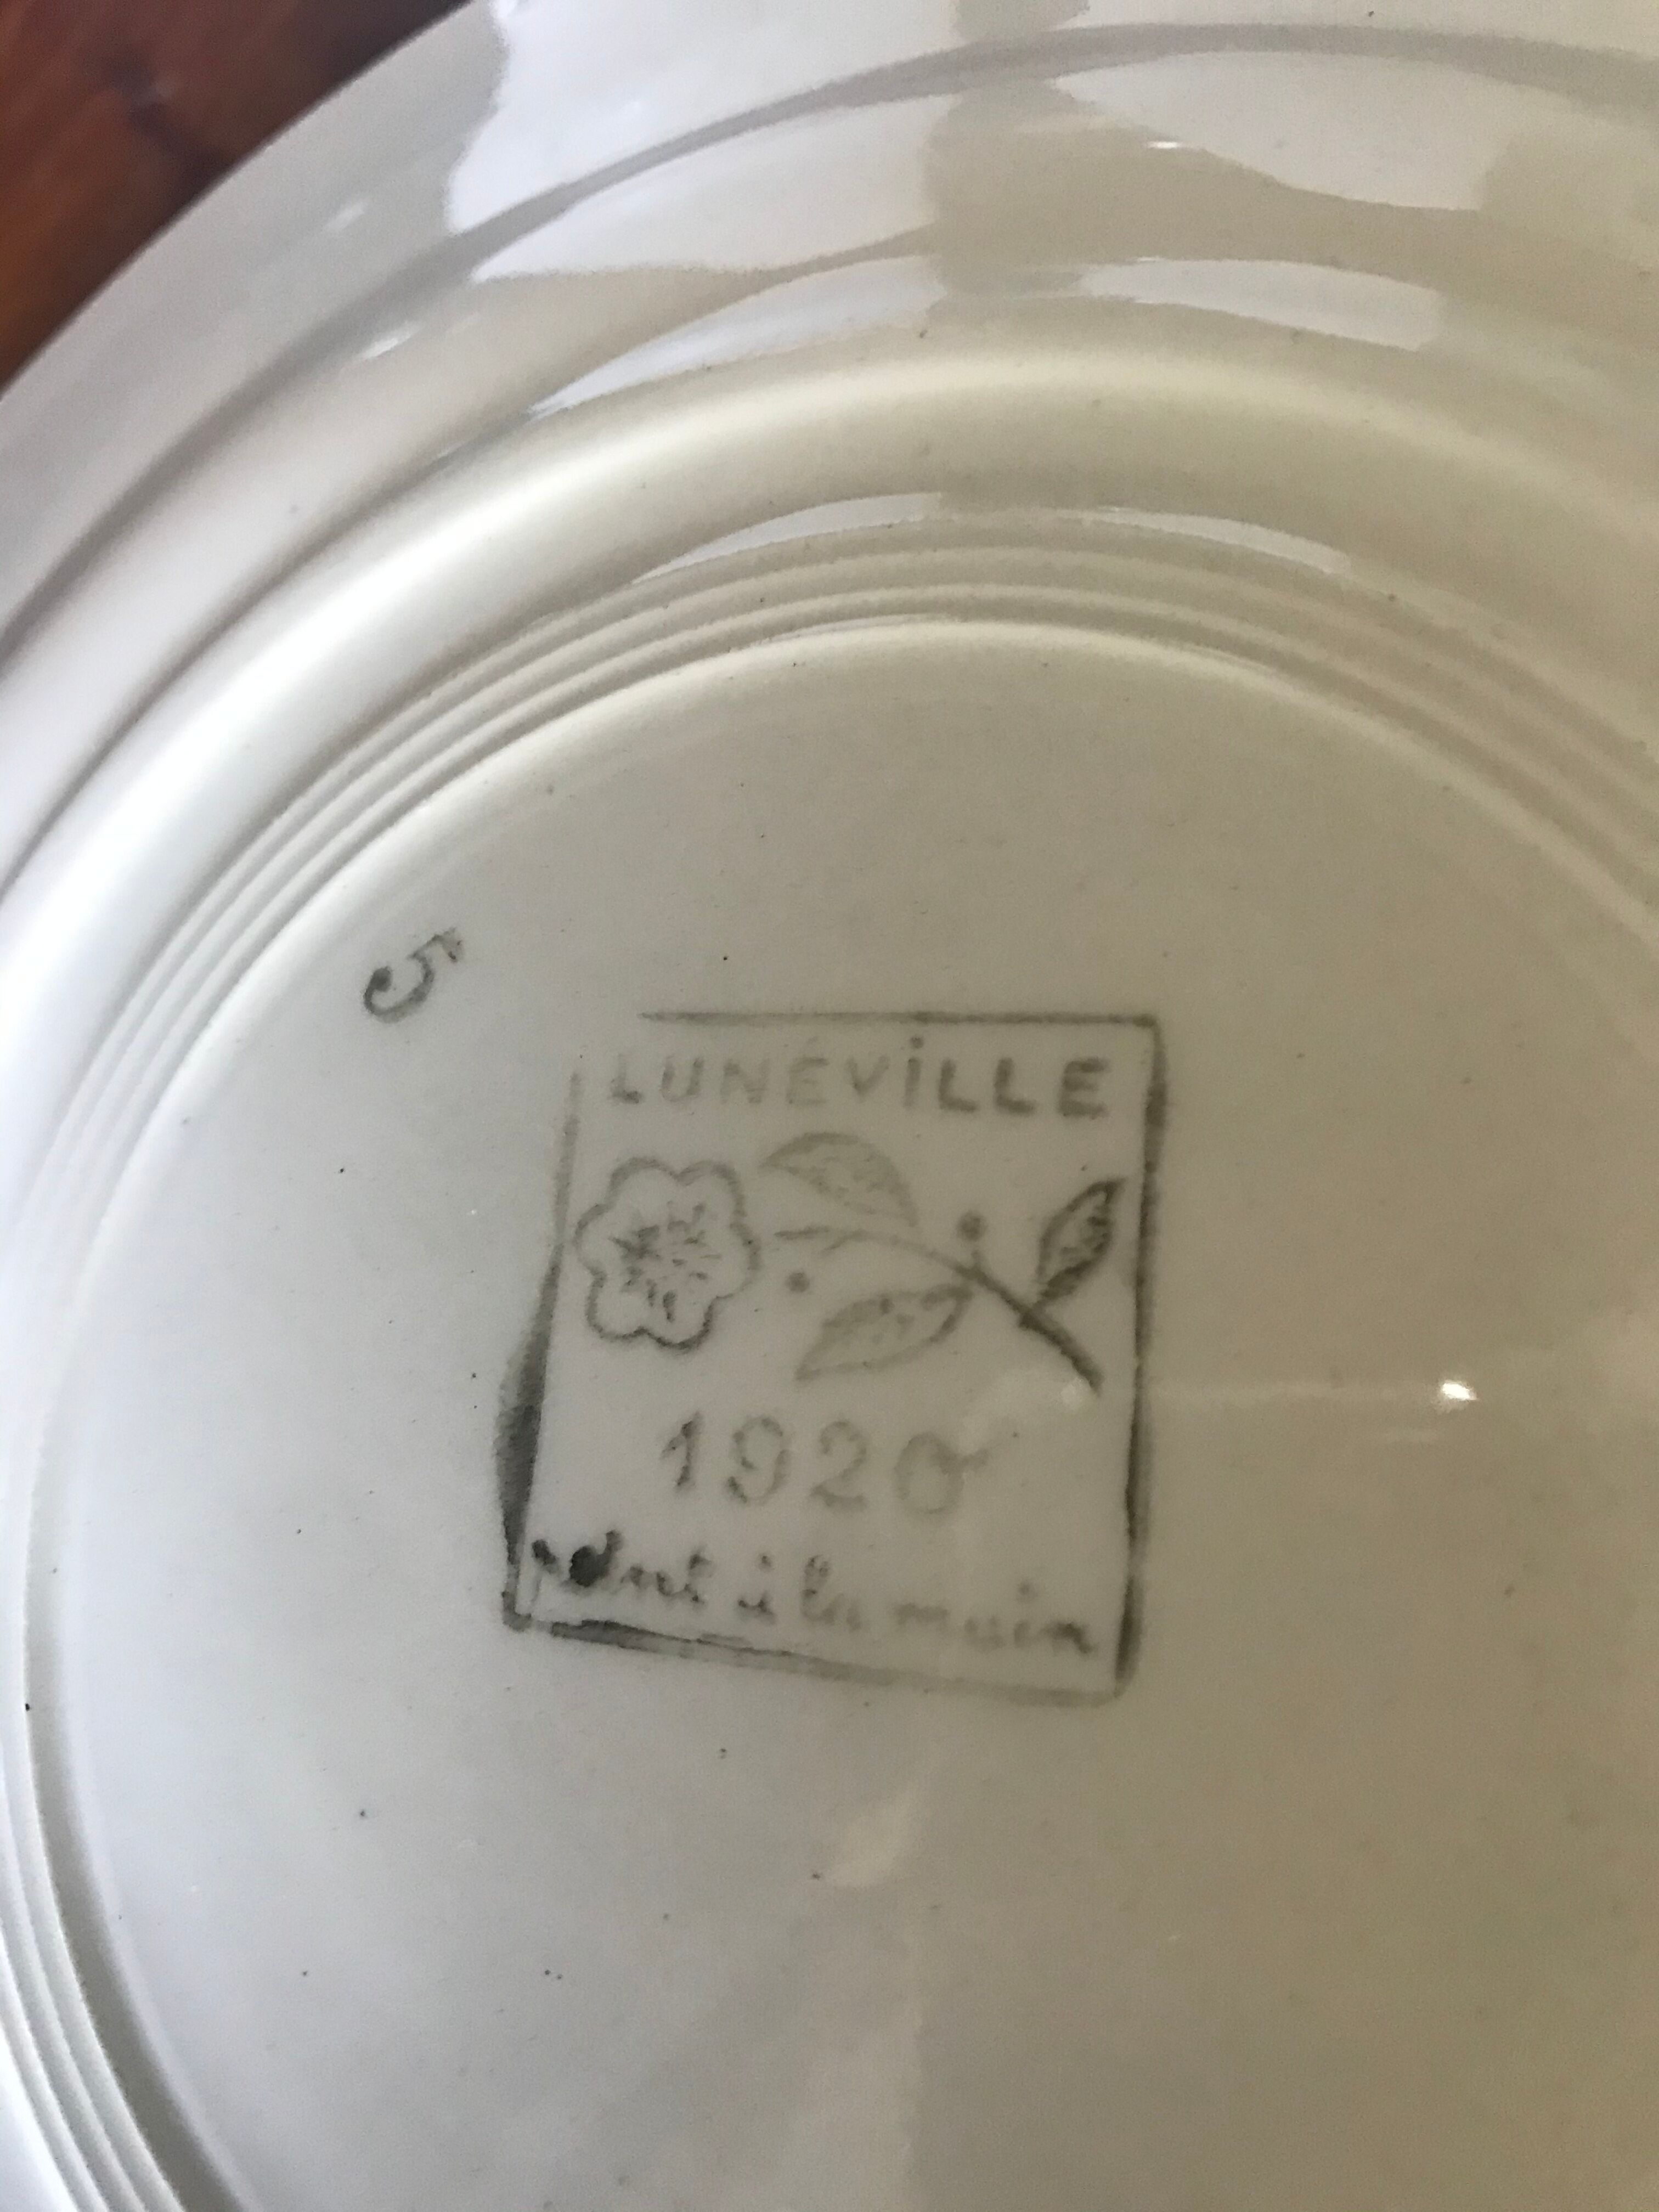 5
LUNÉViLLE
1920
peint à la main